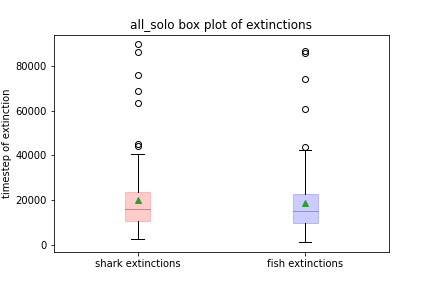 all_solo box plot of extinctions
timestep of extinction
80000
60000
40000
20000
0
shark extinctions
fish extinctions